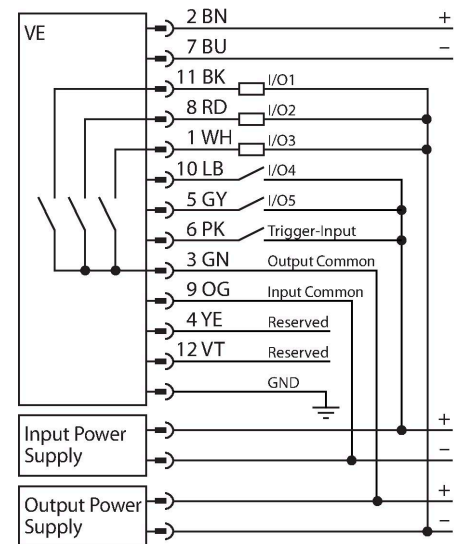 VE
2 BN +
7 BU −
11 BK I/O1
8 RD I/O2
1 WH I/O3
10 LB I/O4
5 GY I/O5
6 PK Trigger-Input
3 GN Output Common
9 OG Input Common
4 YE Reserved
12 VT Reserved
GND
Input Power +
Supply −
Output Power +
Supply −